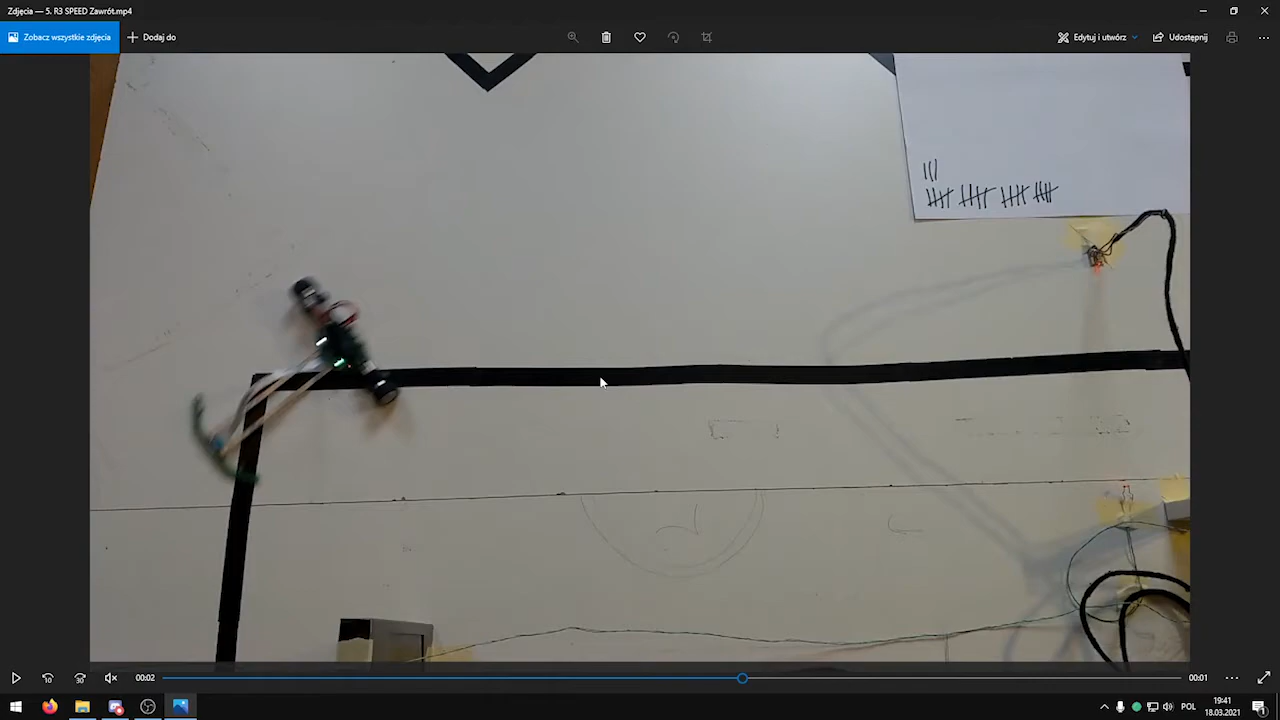 Zdjęcia — 5. R3 SPEED Zawrót.mp4
Zobacz wszystkie zdjęcia
Dodaj do
Edytuj i utwórz
Udostępnij
00:02
00:01
POL
19:41
18.03.2021